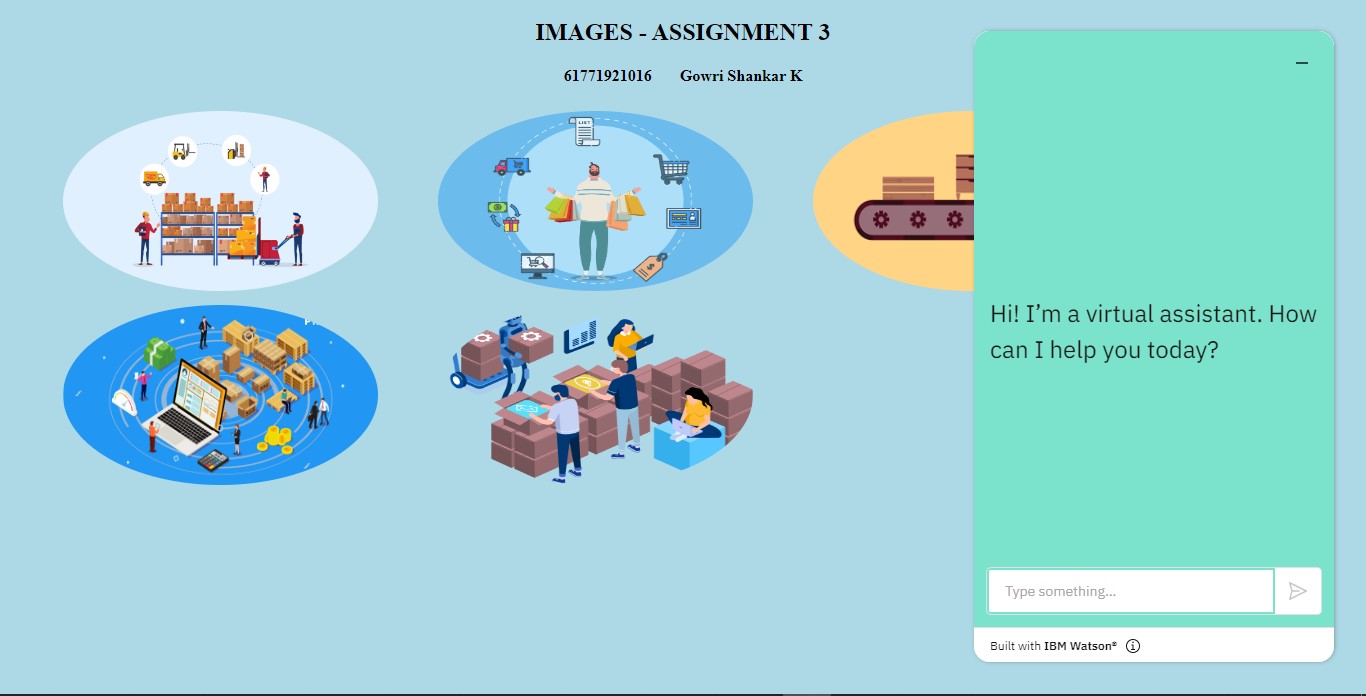 IMAGES - ASSIGNMENT 3
61771921016 Gowri Shankar K
LIST
Hi! I’m a virtual assistant. How
can I help you today?
Type something...
Built with IBM Watson®